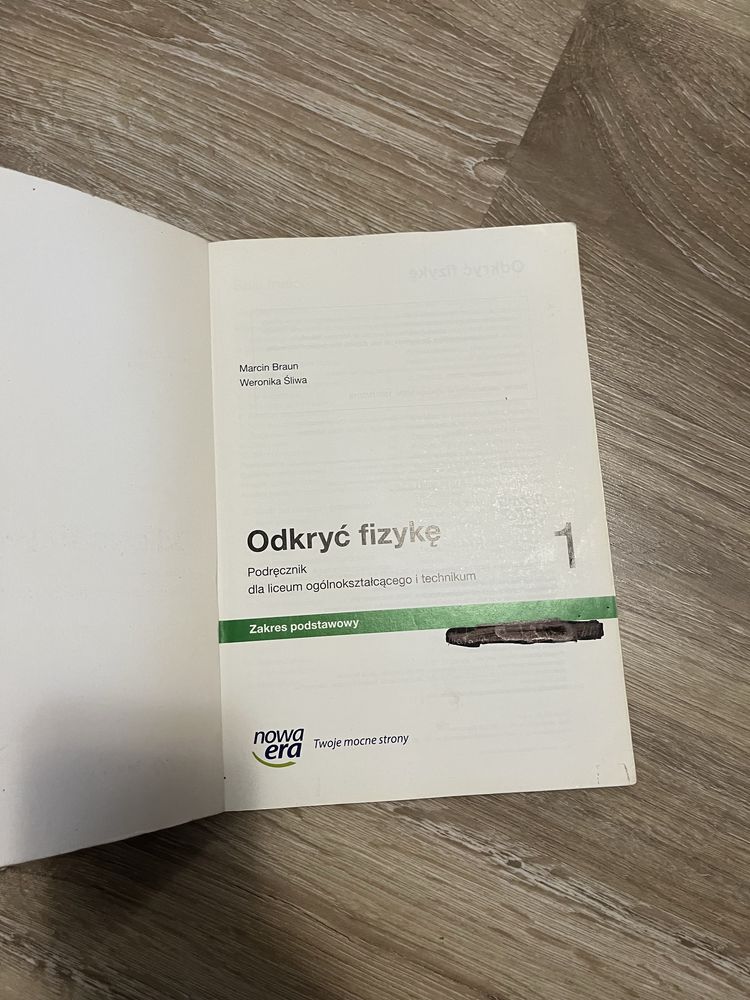 Marcin Braun
Weronika Śliwa
Odkryć fizykę 1
Podręcznik
dla liceum ogólnokształcącego i technikum
Zakres podstawowy
nowa
era
Twoje mocne strony